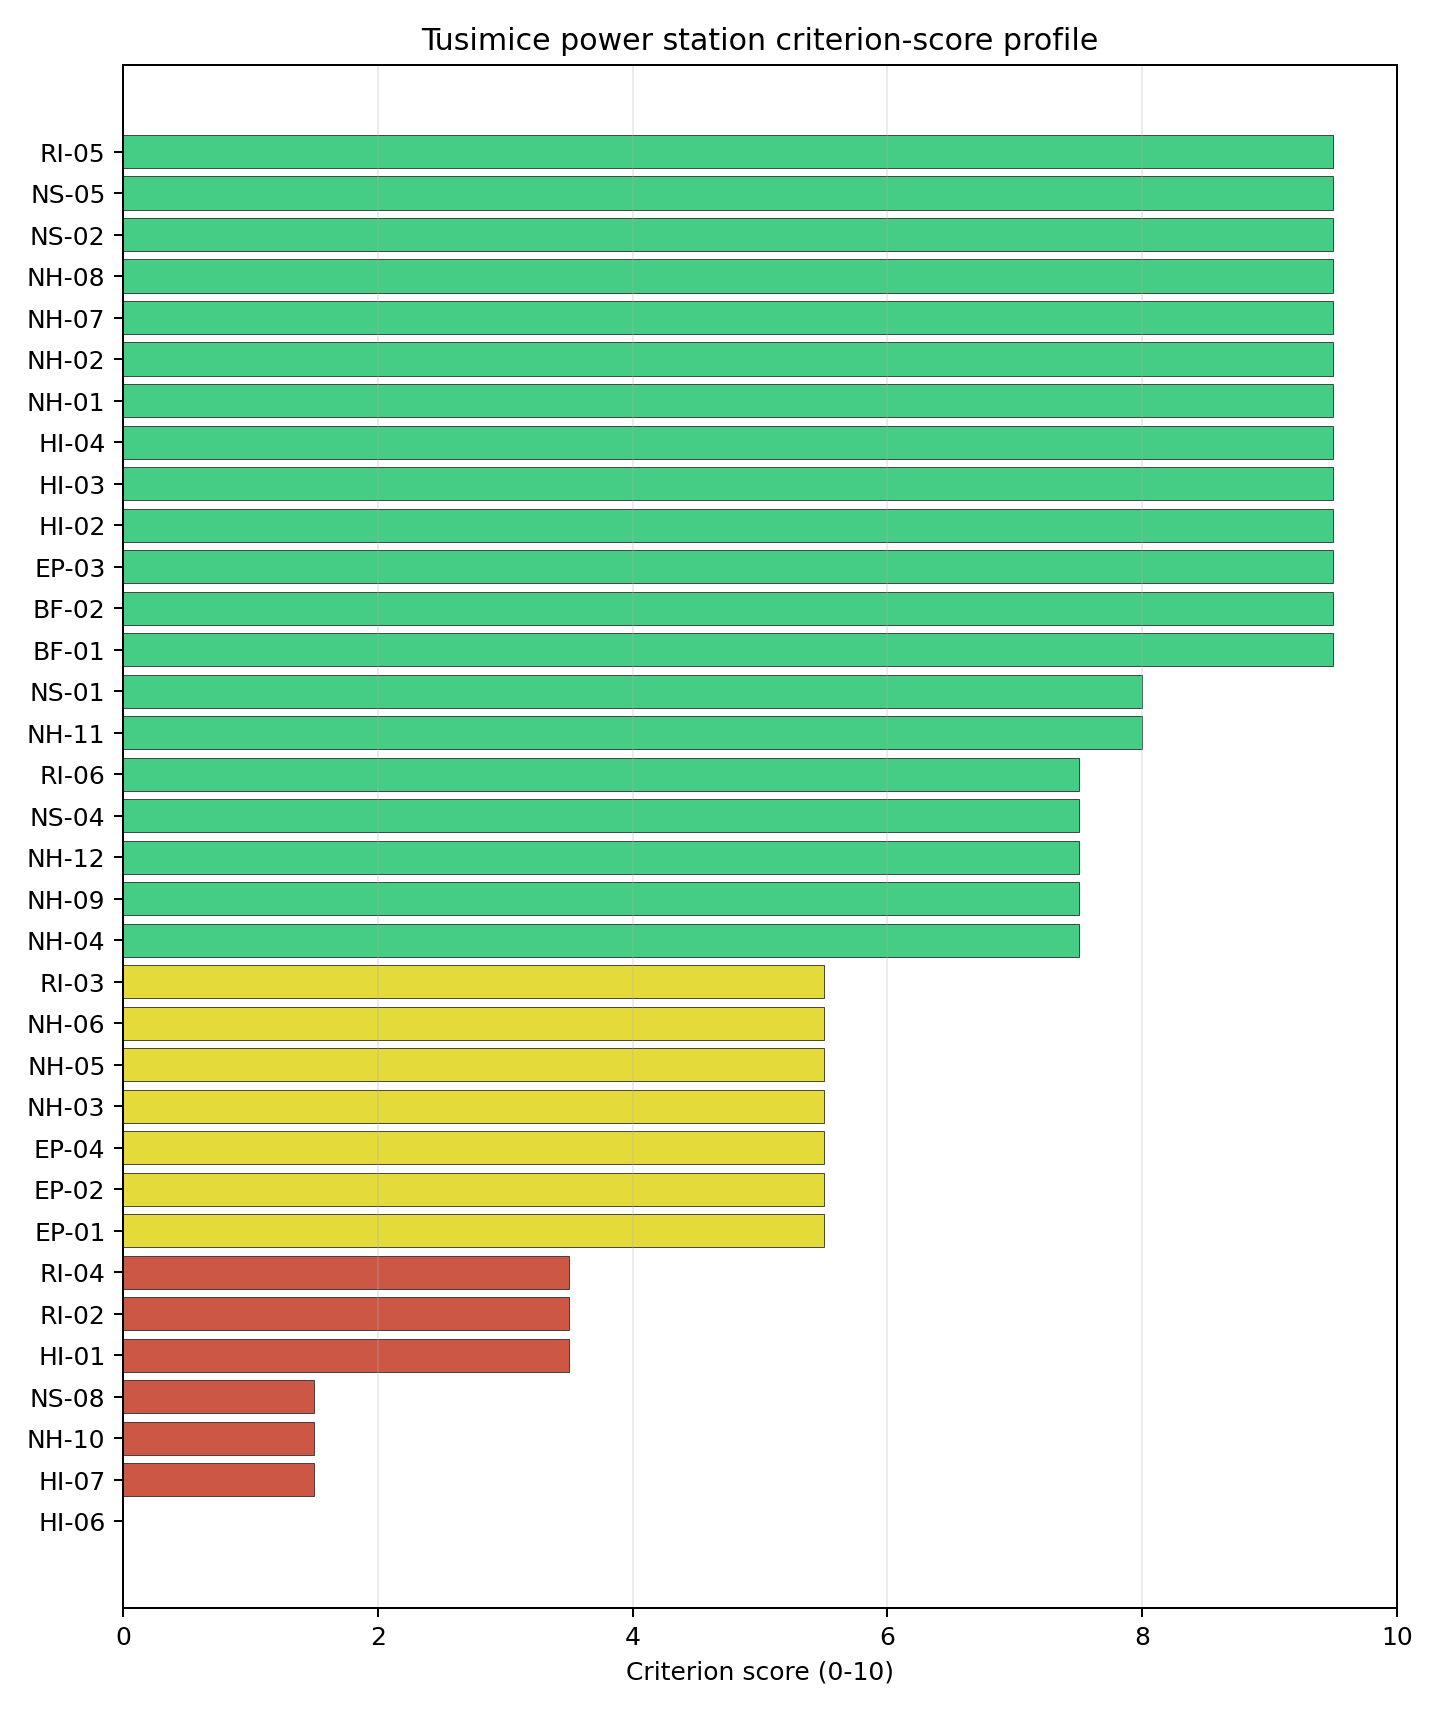 Tusimice power station criterion-score profile
RI-05
NS-05
NS-02
NH-08
NH-07
NH-02
NH-01
HI-04
HI-03
HI-02
EP-03
BF-02
BF-01
NS-01
NH-11
RI-06
NS-04
NH-12
NH-09
NH-04
RI-03
NH-06
NH-05
NH-03
EP-04
EP-02
EP-01
RI-04
RI-02
HI-01
NS-08
NH-10
HI-07
HI-06
0 2 4 6 8 10
Criterion score (0-10)